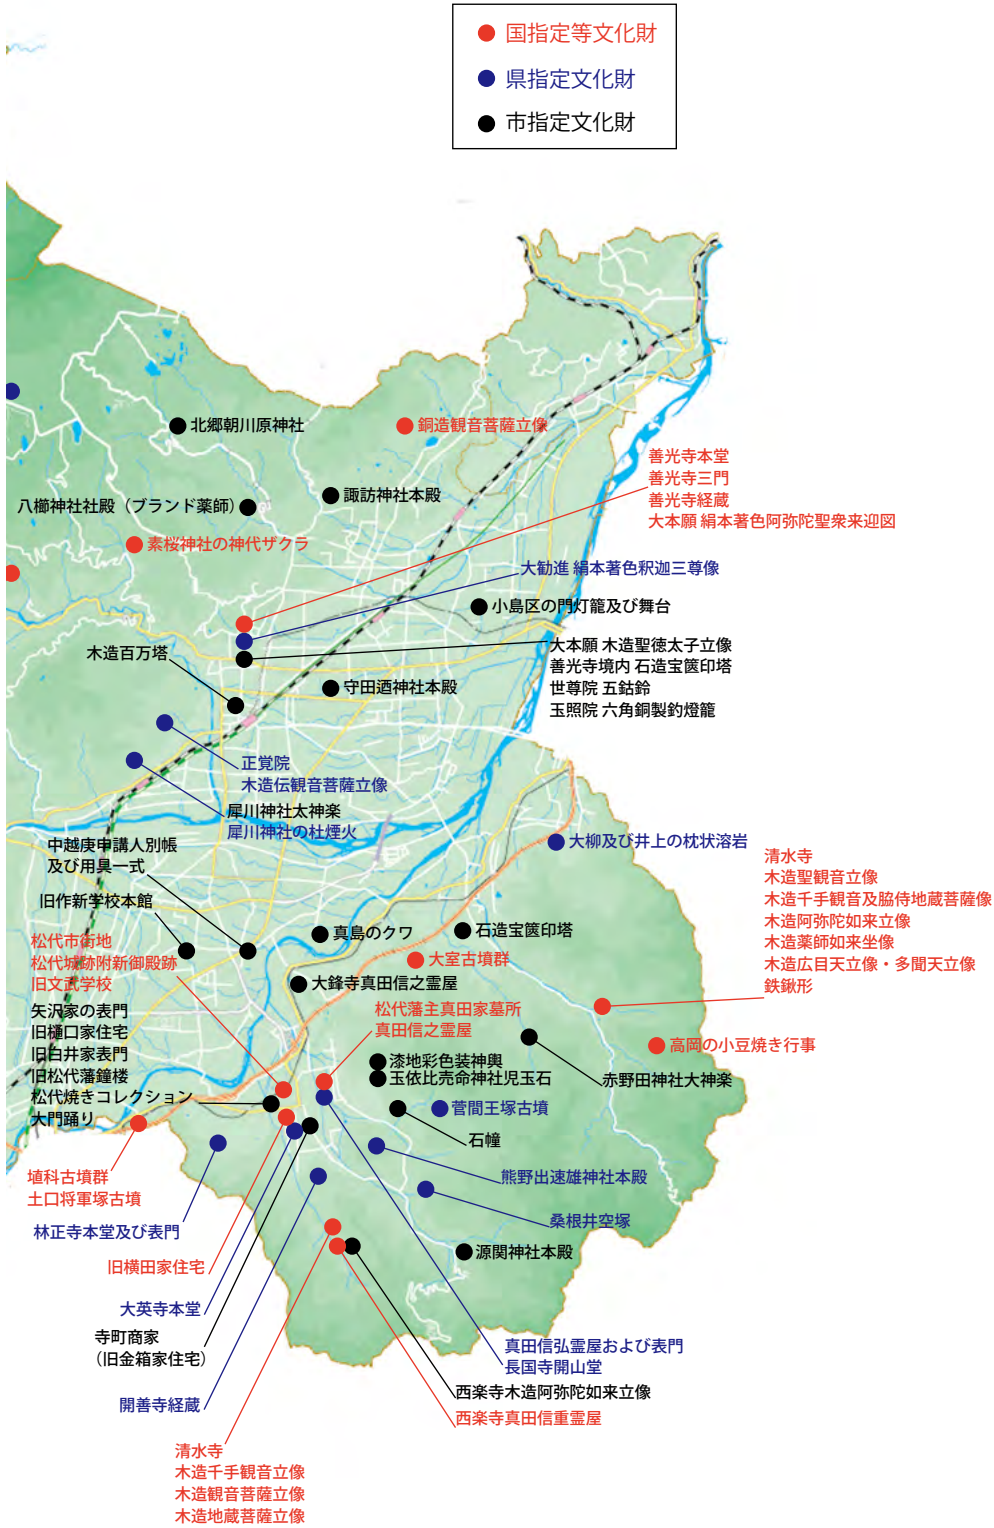 国指定等文化財
県指定文化財
市指定文化財
北郷朝川原神社
銅造観音菩薩立像
善光寺本堂
善光寺三門
善光寺経蔵
大本願 絹本著色阿弥陀聖衆来迎図
諏訪神社本殿
八櫛神社社殿（ブランド薬師）
素桜神社の神代ザクラ
大勧進 絹本著色釈迦三尊像
小島区の門灯籠及び舞台
大本願 木造聖徳太子立像
善光寺境内 石造宝篋印塔
世尊院 五鈷鈴
玉照院 六角銅製釣燈籠
木造百万塔
守田廼神社本殿
正覚院
木造伝観音菩薩立像
犀川神社太神楽
犀川神社の杜煙火
大柳及び井上の枕状溶岩
中越庚申講人別帳
及び用具一式
清水寺
木造聖観音立像
木造千手観音及脇侍地蔵菩薩像
木造阿弥陀如来立像
木造薬師如来坐像
木造広目天立像・多聞天立像
鉄鍬形
旧作新学校本館
真島のクワ
石造宝篋印塔
松代市街地
松代城跡附新御殿跡
旧文武学校
大室古墳群
大鋒寺真田信之霊屋
矢沢家の表門
旧樋口家住宅
旧白井家表門
旧松代藩鐘楼
松代焼きコレクション
大門踊り
松代藩主真田家墓所
真田信之霊屋
高岡の小豆焼き行事
漆地彩色装神輿
玉依比売命神社児玉石
赤野田神社大神楽
菅間王塚古墳
石幢
埴科古墳群
土口将軍塚古墳
熊野出速雄神社本殿
桑根井空塚
林正寺本堂及び表門
源関神社本殿
旧横田家住宅
大英寺本堂
寺町商家
（旧金箱家住宅）
真田信弘霊屋および表門
長国寺開山堂
開善寺経蔵
西楽寺木造阿弥陀如来立像
西楽寺真田信重霊屋
清水寺
木造千手観音立像
木造観音菩薩立像
木造地蔵菩薩立像